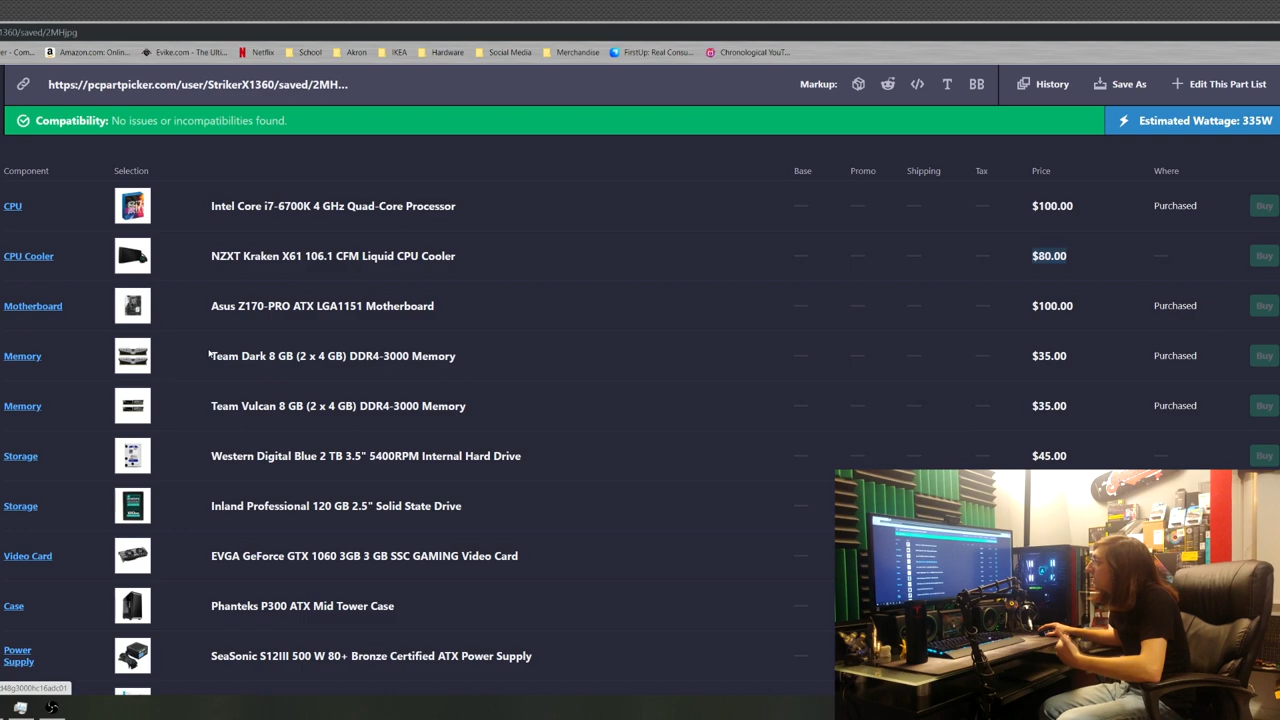 1360/saved/2MHjpg
er - Com... Amazon.com: Onlin... Evike.com - The Ulti... Netflix School Akron IKEA Hardware Social Media Merchandise FirstUp: Real Consu... Chronological YouT...
https://pcpartpicker.com/user/StrikerX1360/saved/2MH... Markup: T BB History Save As Edit This Part List
Compatibility: No issues or incompatibilities found. Estimated Wattage: 335W
Component Selection Base Promo Shipping Tax Price Where
CPU Intel Core i7-6700K 4 GHz Quad-Core Processor $100.00 Purchased Buy
CPU Cooler NZXT Kraken X61 106.1 CFM Liquid CPU Cooler $80.00 Buy
Motherboard Asus Z170-PRO ATX LGA1151 Motherboard $100.00 Purchased Buy
Memory Team Dark 8 GB (2 x 4 GB) DDR4-3000 Memory $35.00 Purchased Buy
Memory Team Vulcan 8 GB (2 x 4 GB) DDR4-3000 Memory $35.00 Purchased Buy
Storage Western Digital Blue 2 TB 3.5" 5400RPM Internal Hard Drive $45.00 Buy
Storage Inland Professional 120 GB 2.5" Solid State Drive
Video Card EVGA GeForce GTX 1060 3GB 3 GB SSC GAMING Video Card
Case Phanteks P300 ATX Mid Tower Case
Power
Supply SeaSonic S12III 500 W 80+ Bronze Certified ATX Power Supply
d48g3000hc16adc01